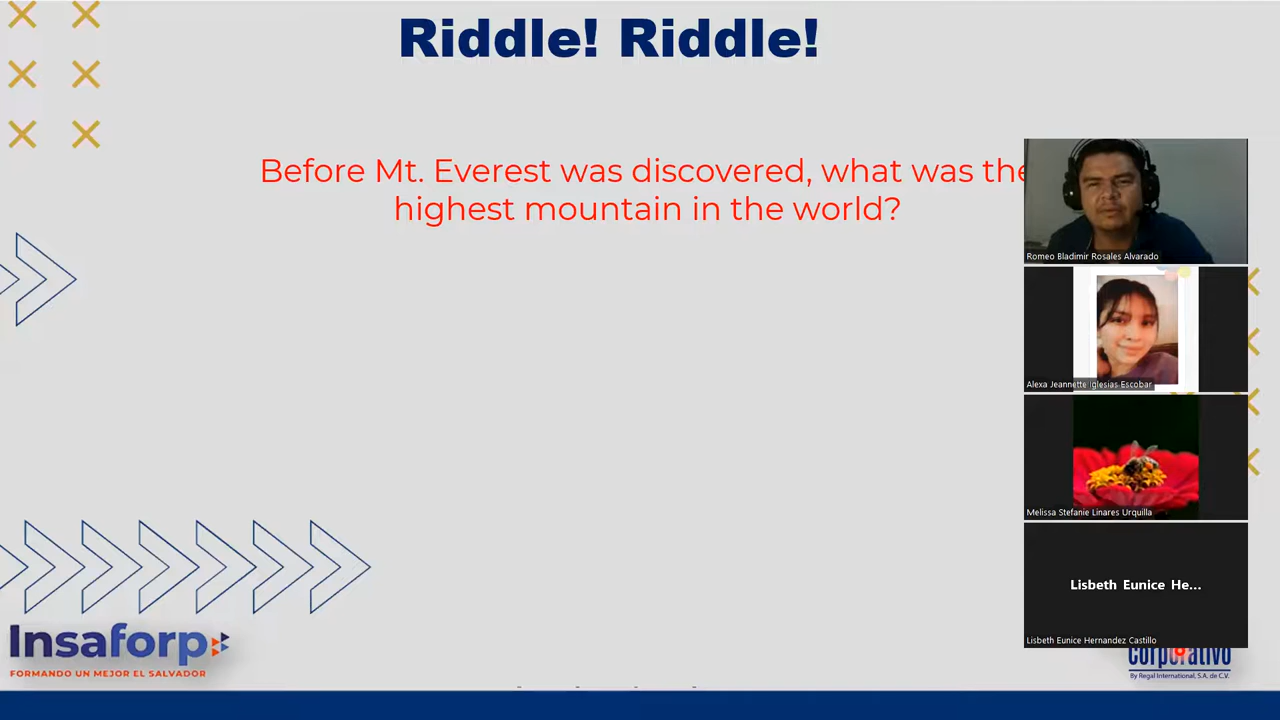 Riddle! Riddle!
Before Mt. Everest was discovered, what was the
highest mountain in the world?
Romeo Bladimir Rosales Alvarado
Alexa Jeannette Iglesias Escobar
Melissa Stefanie Linares Urquilla
Lisbeth Eunice He...
Lisbeth Eunice Hernandez Castillo
Insaforp
FORMANDO UN MEJOR EL SALVADOR
corporativo
By Regal International, S.A. de C.V.